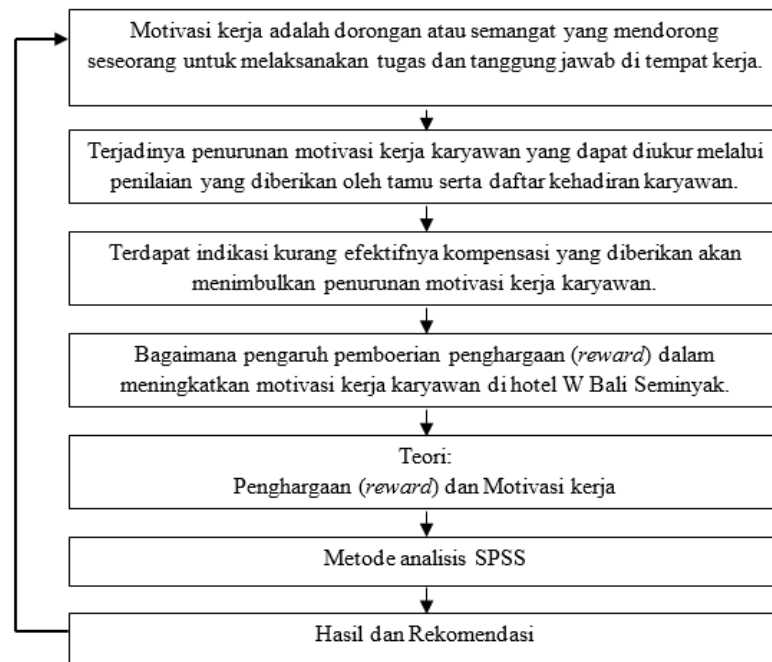 Motivasi kerja adalah dorongan atau semangat yang mendorong
seseorang untuk melaksanakan tugas dan tanggung jawab di tempat kerja.
Terjadinya penurunan motivasi kerja karyawan yang dapat diukur melalui
penilaian yang diberikan oleh tamu serta daftar kehadiran karyawan.
Terdapat indikasi kurang efektifnya kompensasi yang diberikan akan
menimbulkan penurunan motivasi kerja karyawan.
Bagaimana pengaruh pemboerian penghargaan (reward) dalam
meningkatkan motivasi kerja karyawan di hotel W Bali Seminyak.
Teori:
Penghargaan (reward) dan Motivasi kerja
Metode analisis SPSS
Hasil dan Rekomendasi